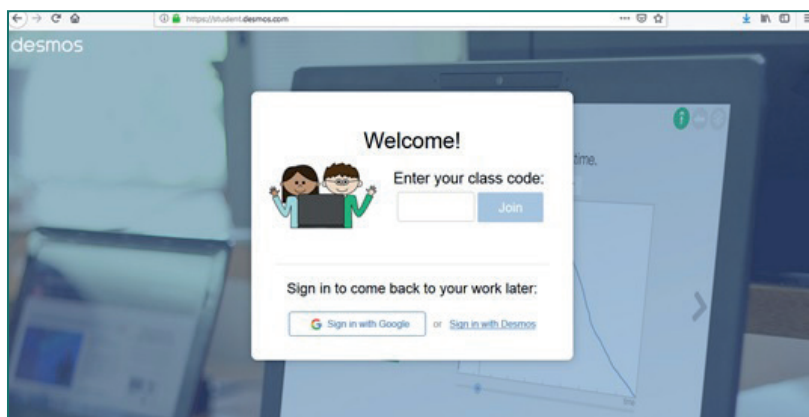 https://student.desmos.com
desmos
Welcome!
time.
Enter your class code:
Join
Sign in to come back to your work later:
Sign in with Google or Sign in with Desmos